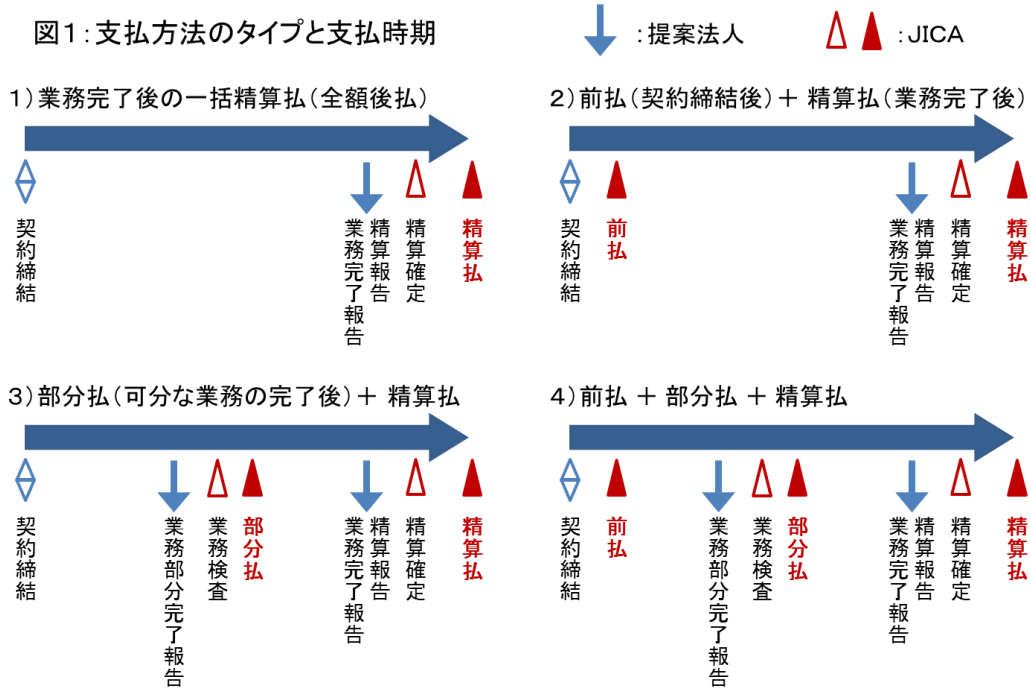 図1:支払方法のタイプと支払時期
:提案法人
:JICA
1)業務完了後の一括精算払(全額後払)
契約締結
業務完了報告
精算報告
精算確定
精算払
2)前払(契約締結後)+ 精算払(業務完了後)
契約締結
前払
業務完了報告
精算報告
精算確定
精算払
3)部分払(可分な業務の完了後)+ 精算払
契約締結
業務部分完了報告
業務検査
部分払
業務完了報告
精算報告
精算確定
精算払
4)前払 + 部分払 + 精算払
契約締結
前払
業務部分完了報告
業務検査
部分払
業務完了報告
精算報告
精算確定
精算払